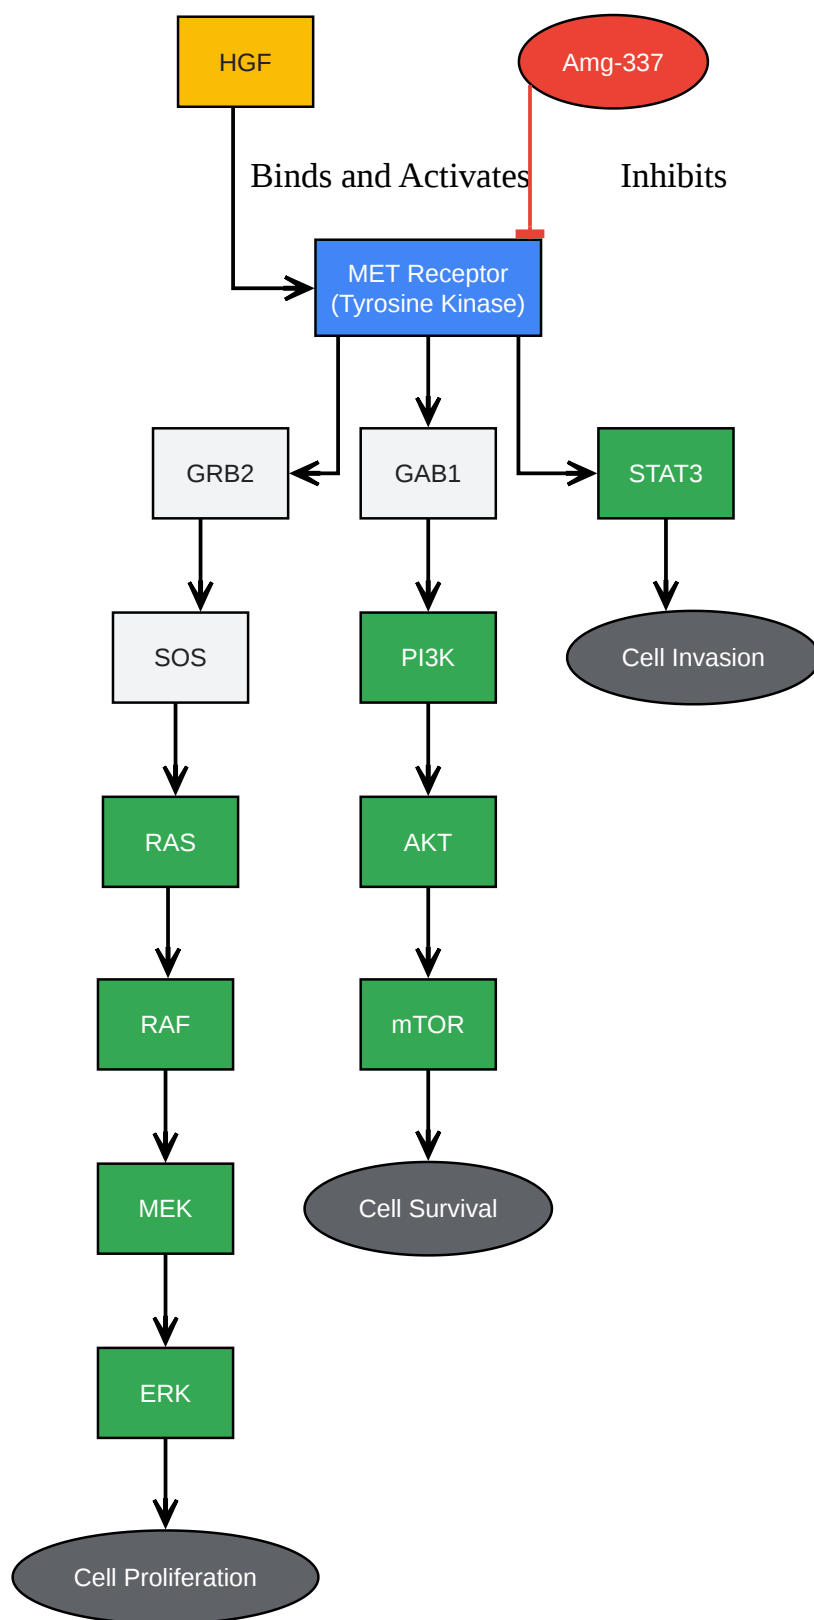 HGF
Amg-337
Binds and Activates
Inhibits
MET Receptor
(Tyrosine Kinase)
GRB2
GAB1
STAT3
SOS
PI3K
Cell Invasion
RAS
AKT
RAF
mTOR
MEK
Cell Survival
ERK
Cell Proliferation